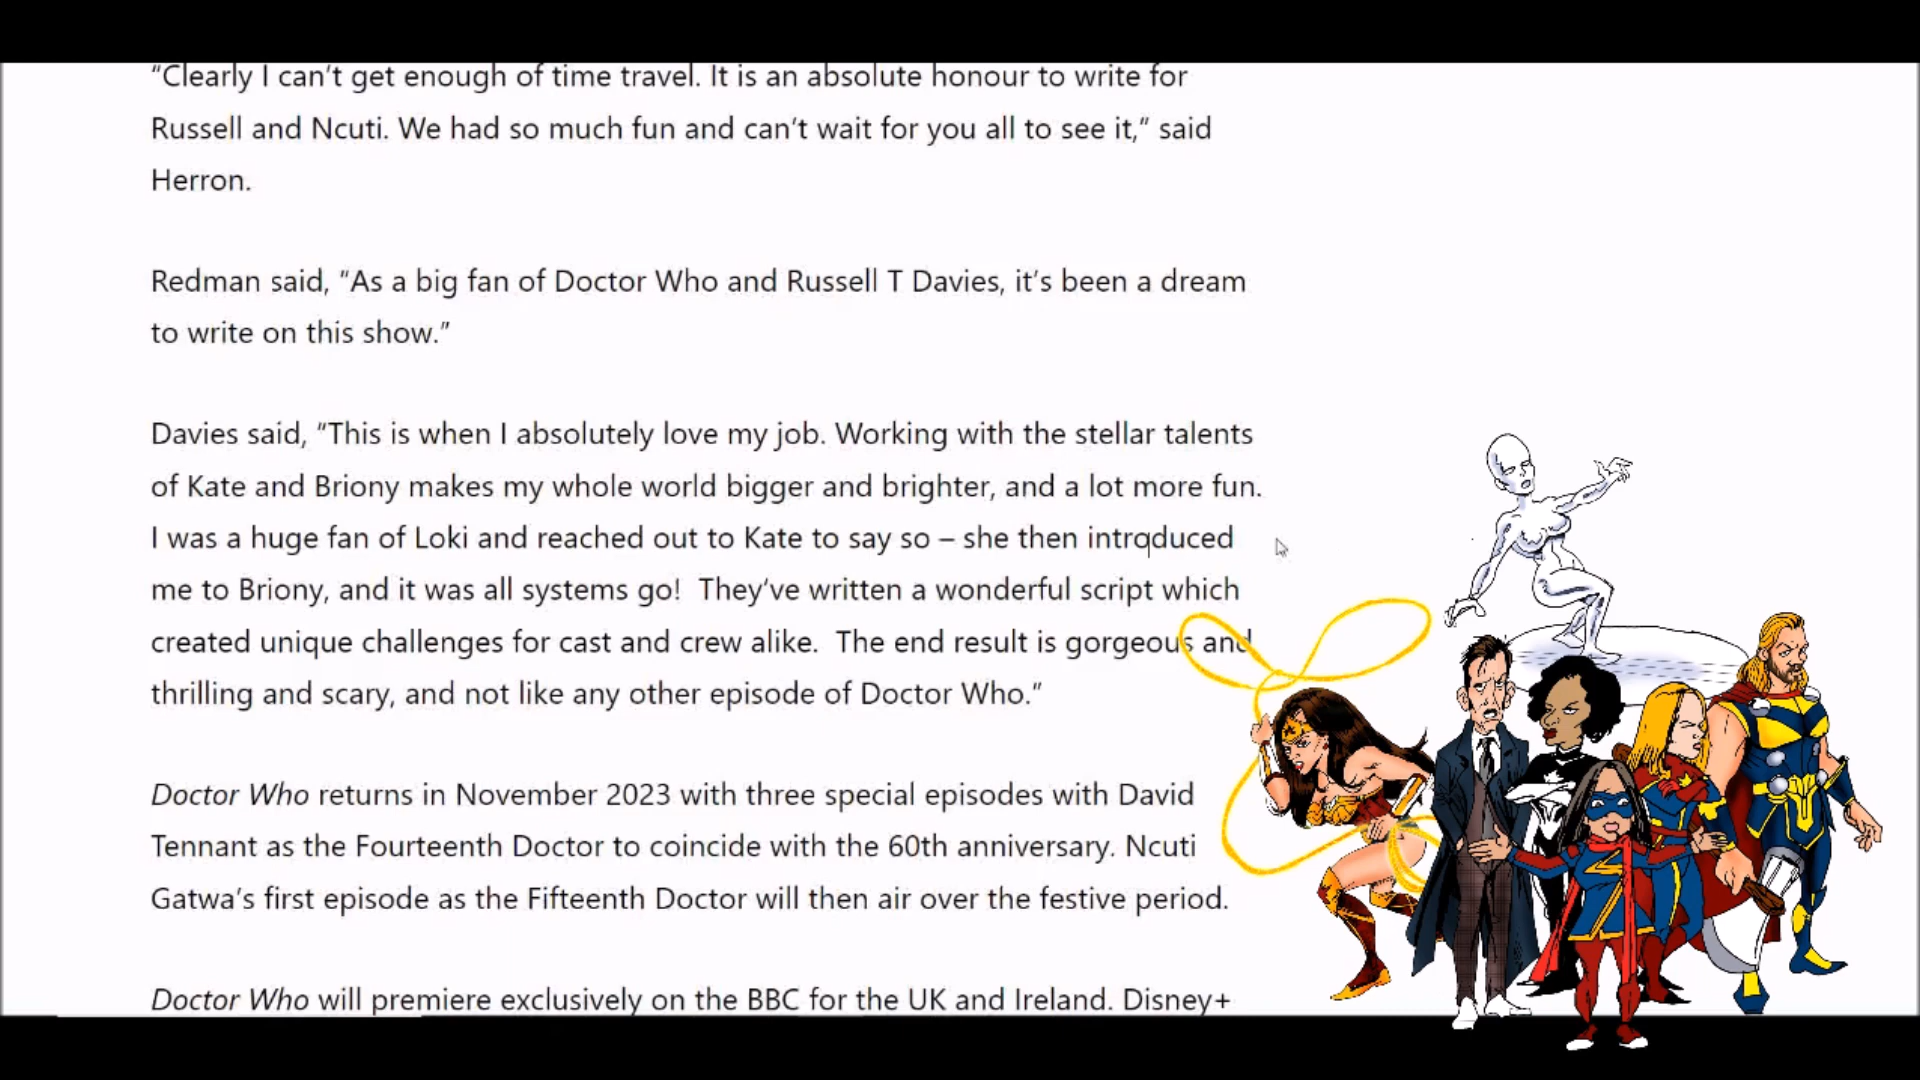 “Clearly I can’t get enough of time travel. It is an absolute honour to write for
Russell and Ncuti. We had so much fun and can’t wait for you all to see it,” said
Herron.
Redman said, “As a big fan of Doctor Who and Russell T Davies, it’s been a dream
to write on this show.”
Davies said, “This is when I absolutely love my job. Working with the stellar talents
of Kate and Briony makes my whole world bigger and brighter, and a lot more fun.
I was a huge fan of Loki and reached out to Kate to say so – she then introduced
me to Briony, and it was all systems go!  They’ve written a wonderful script which
created unique challenges for cast and crew alike.  The end result is gorgeous and
thrilling and scary, and not like any other episode of Doctor Who.”
Doctor Who returns in November 2023 with three special episodes with David
Tennant as the Fourteenth Doctor to coincide with the 60th anniversary. Ncuti
Gatwa’s first episode as the Fifteenth Doctor will then air over the festive period.
Doctor Who will premiere exclusively on the BBC for the UK and Ireland. Disney+